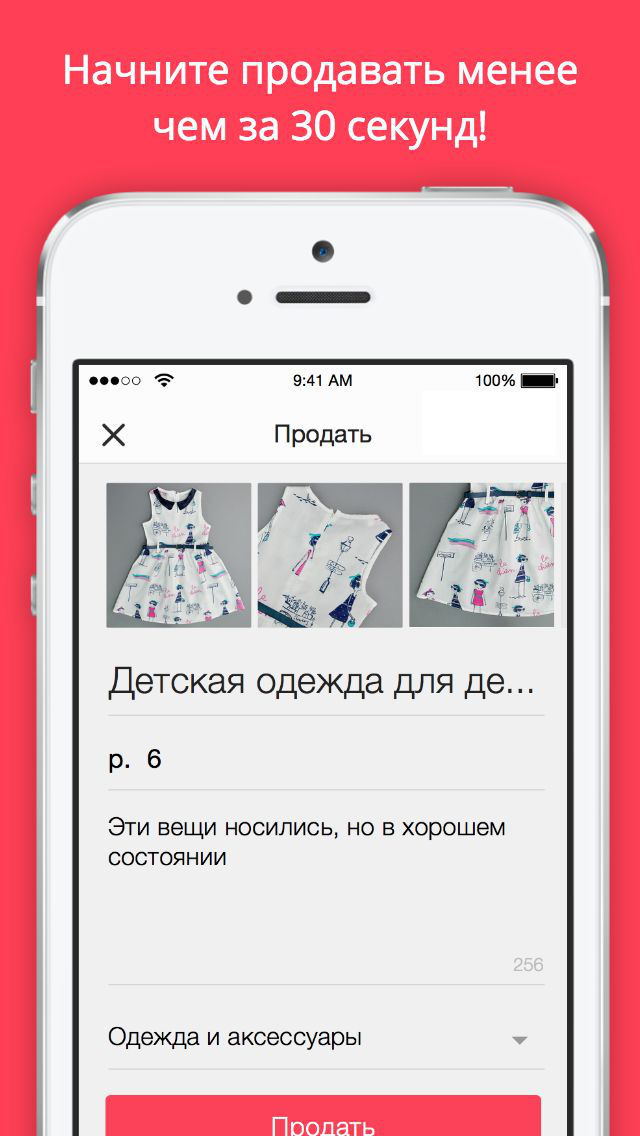 Начните продавать менее
чем за 30 секунд!
9:41 AM
100%
Продать
Детская одежда для де...
р. 6
Эти вещи носились, но в хорошем
состоянии
256
Одежда и аксессуары
Продать